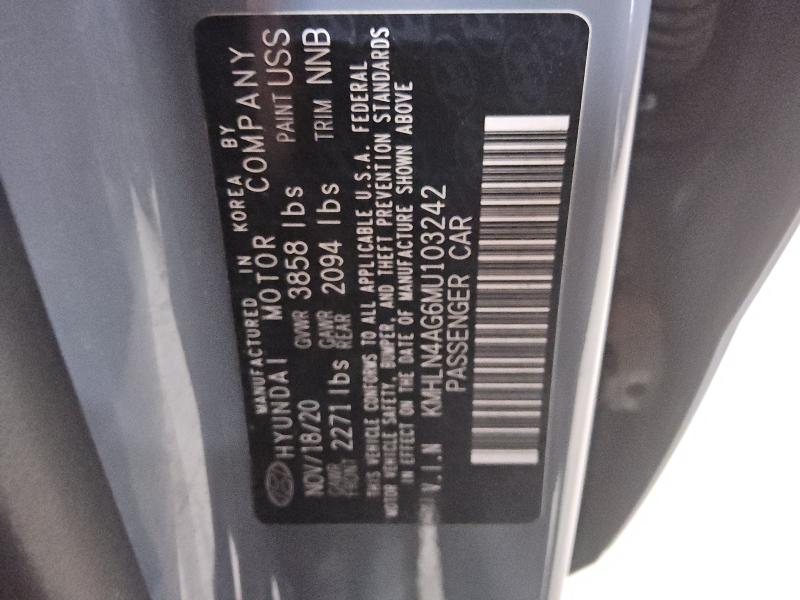 MANUFACTURED IN KOREA BY
HYUNDAI MOTOR COMPANY
NOV/18/20 GVWR 3858 lbs PAINT USS
GAWR FRONT 2271 lbs GAWR REAR 2094 lbs TRIM NNB
THIS VEHICLE CONFORMS TO ALL APPLICABLE U.S.A. FEDERAL
MOTOR VEHICLE SAFETY, BUMPER, AND THEFT PREVENTION STANDARDS
IN EFFECT ON THE DATE OF MANUFACTURE SHOWN ABOVE
V.I.N KMHLN4AG6MU103242
PASSENGER CAR